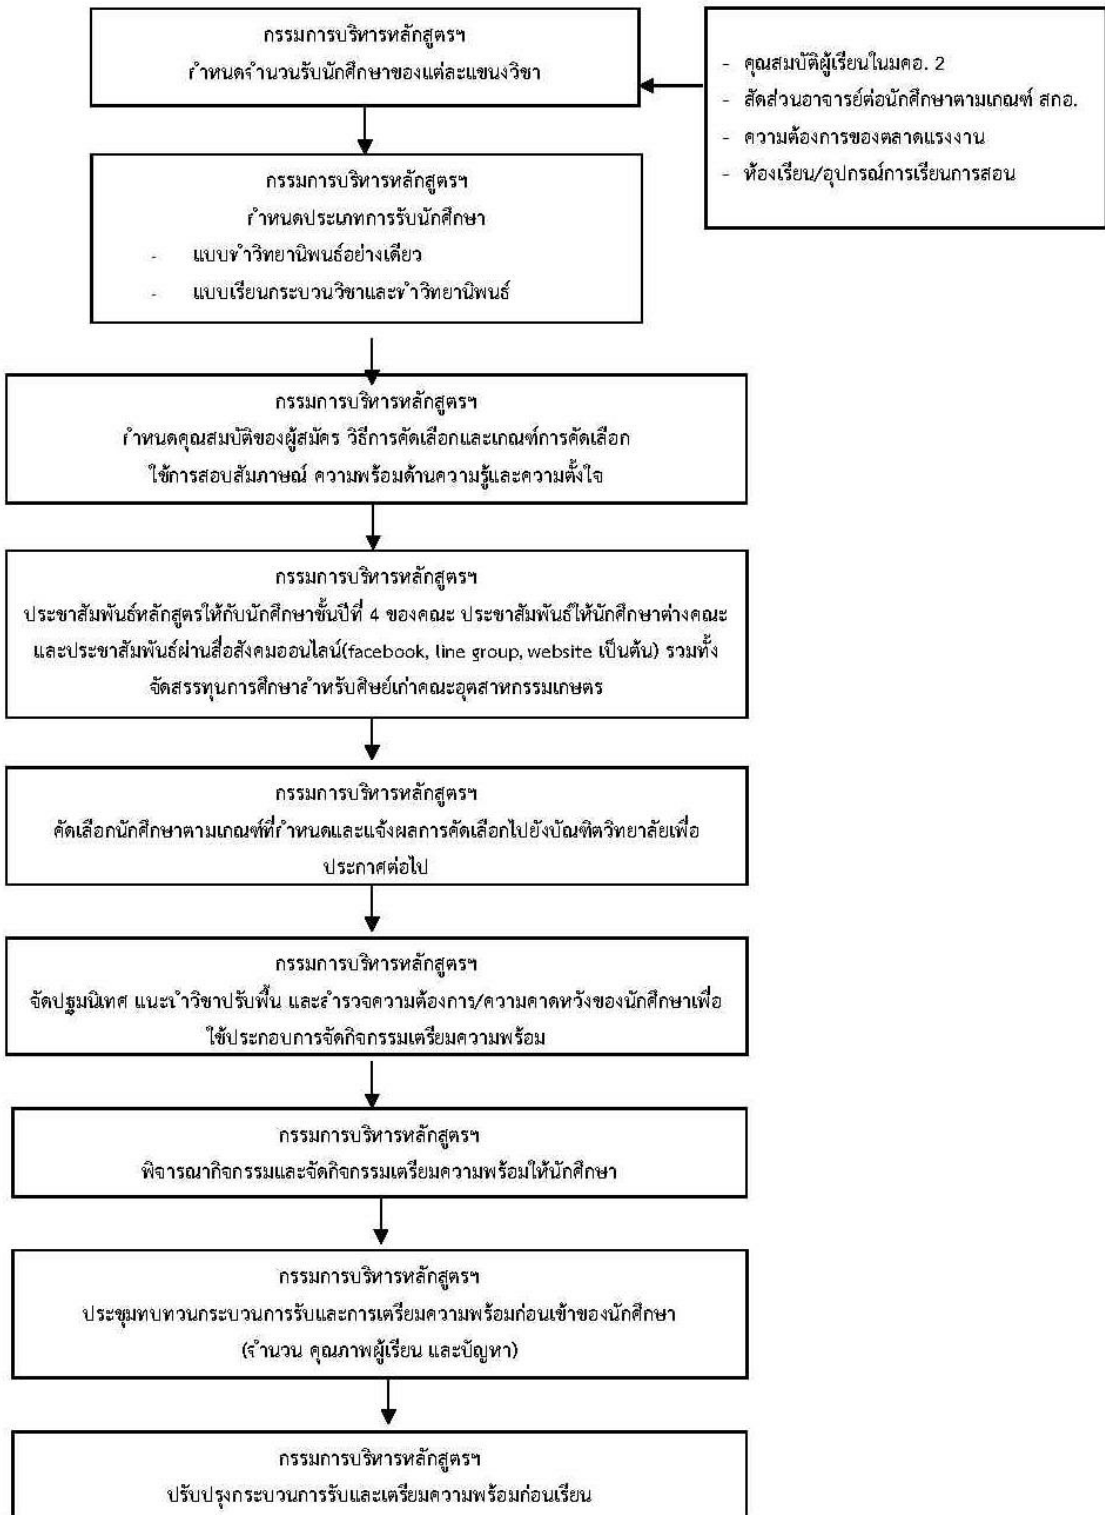 กรรมการบริหารหลักสูตรฯ
กำหนดจำนวนรับนักศึกษาของแต่ละแขนงวิชา
- คุณสมบัติผู้เรียนในมคอ. 2
- สัดส่วนอาจารย์ต่อนักศึกษาตามเกณฑ์ สกอ.
- ความต้องการของตลาดแรงงาน
- ห้องเรียน/อุปกรณ์การเรียนการสอน
กรรมการบริหารหลักสูตรฯ
กำหนดประเภทการรับนักศึกษา
- แบบทำวิทยานิพนธ์อย่างเดียว
- แบบเรียนกระบวนวิชาและทำวิทยานิพนธ์
กรรมการบริหารหลักสูตรฯ
กำหนดคุณสมบัติของผู้สมัคร วิธีการคัดเลือกและเกณฑ์การคัดเลือก
ใช้การสอบสัมภาษณ์ ความพร้อมด้านความรู้และความตั้งใจ
กรรมการบริหารหลักสูตรฯ
ประชาสัมพันธ์หลักสูตรให้กับนักศึกษาชั้นปีที่ 4 ของคณะ ประชาสัมพันธ์ให้นักศึกษาต่างคณะ
และประชาสัมพันธ์ผ่านสื่อสังคมออนไลน์(facebook, line group, website เป็นต้น) รวมทั้ง
จัดสรรทุนการศึกษาสำหรับศิษย์เก่าคณะอุตสาหกรรมเกษตร
กรรมการบริหารหลักสูตรฯ
คัดเลือกนักศึกษาตามเกณฑ์ที่กำหนดและแจ้งผลการคัดเลือกไปยังบัณฑิตวิทยาลัยเพื่อ
ประกาศต่อไป
กรรมการบริหารหลักสูตรฯ
จัดปฐมนิเทศ แนะนำวิชาปรับพื้น และสำรวจความต้องการ/ความคาดหวังของนักศึกษาเพื่อ
ใช้ประกอบการจัดกิจกรรมเตรียมความพร้อม
กรรมการบริหารหลักสูตรฯ
พิจารณากิจกรรมและจัดกิจกรรมเตรียมความพร้อมให้นักศึกษา
กรรมการบริหารหลักสูตรฯ
ประชุมทบทวนกระบวนการรับและการเตรียมความพร้อมก่อนเข้าของนักศึกษา
(จำนวน คุณภาพผู้เรียน และปัญหา)
กรรมการบริหารหลักสูตรฯ
ปรับปรุงกระบวนการรับและเตรียมความพร้อมก่อนเรียน